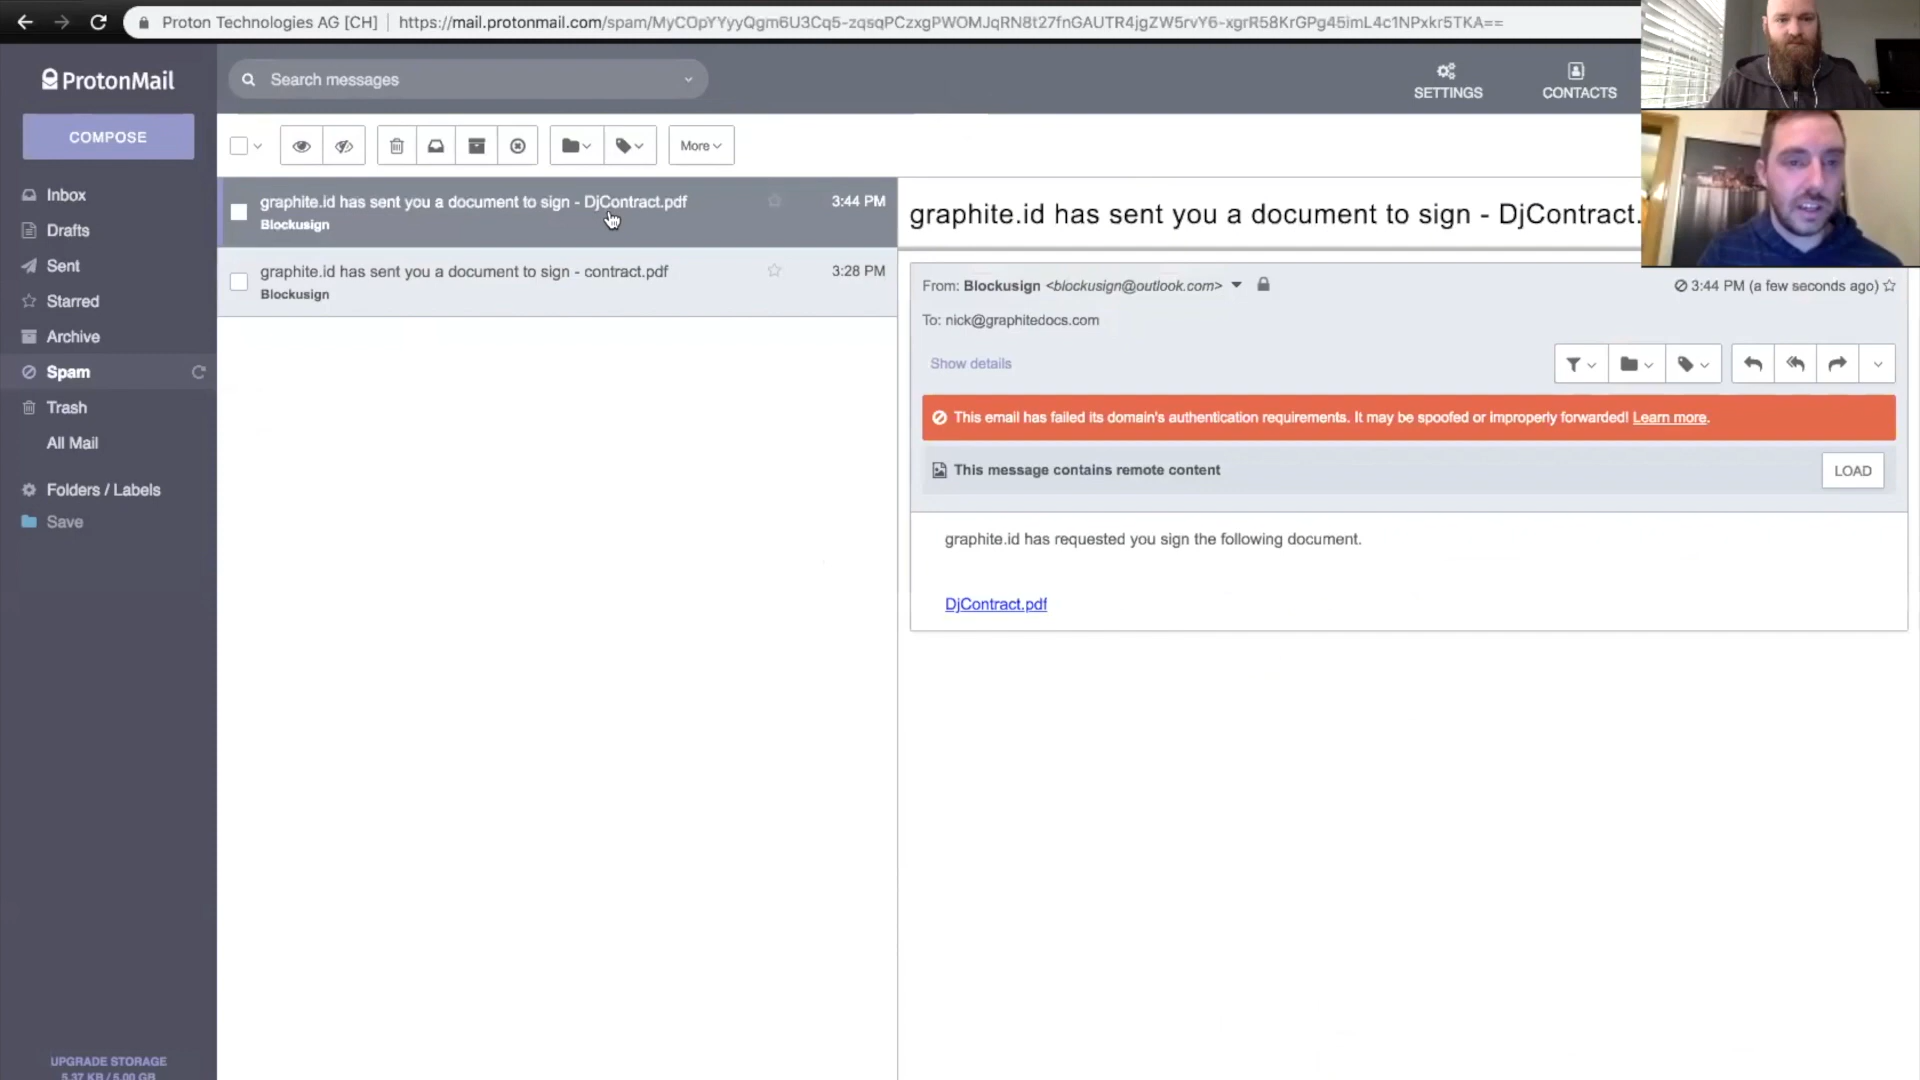 Proton Technologies AG [CH] https://mail.protonmail.com/spam/MyCOpYYyyQgm6U3Cq5-zqsqPCzxgPWOMJqRN8t27fnGAUTR4jgZW5rvY6-xgrR58KrGPg45imL4c1NPxkr5TKA==
ProtonMail
Search messages
SETTINGS
CONTACTS
COMPOSE
More
Inbox
Drafts
Sent
Starred
Archive
Spam
Trash
All Mail
Folders / Labels
Save
UPGRADE STORAGE
5.37 KB / 5.00 GB
graphite.id has sent you a document to sign - DjContract.pdf 3:44 PM
Blockusign
graphite.id has sent you a document to sign - contract.pdf 3:28 PM
Blockusign
graphite.id has sent you a document to sign - DjContract.
From: Blockusign <blockusign@outlook.com> 3:44 PM (a few seconds ago)
To: nick@graphitedocs.com
Show details
This email has failed its domain's authentication requirements. It may be spoofed or improperly forwarded! Learn more.
This message contains remote content LOAD
graphite.id has requested you sign the following document.
DjContract.pdf